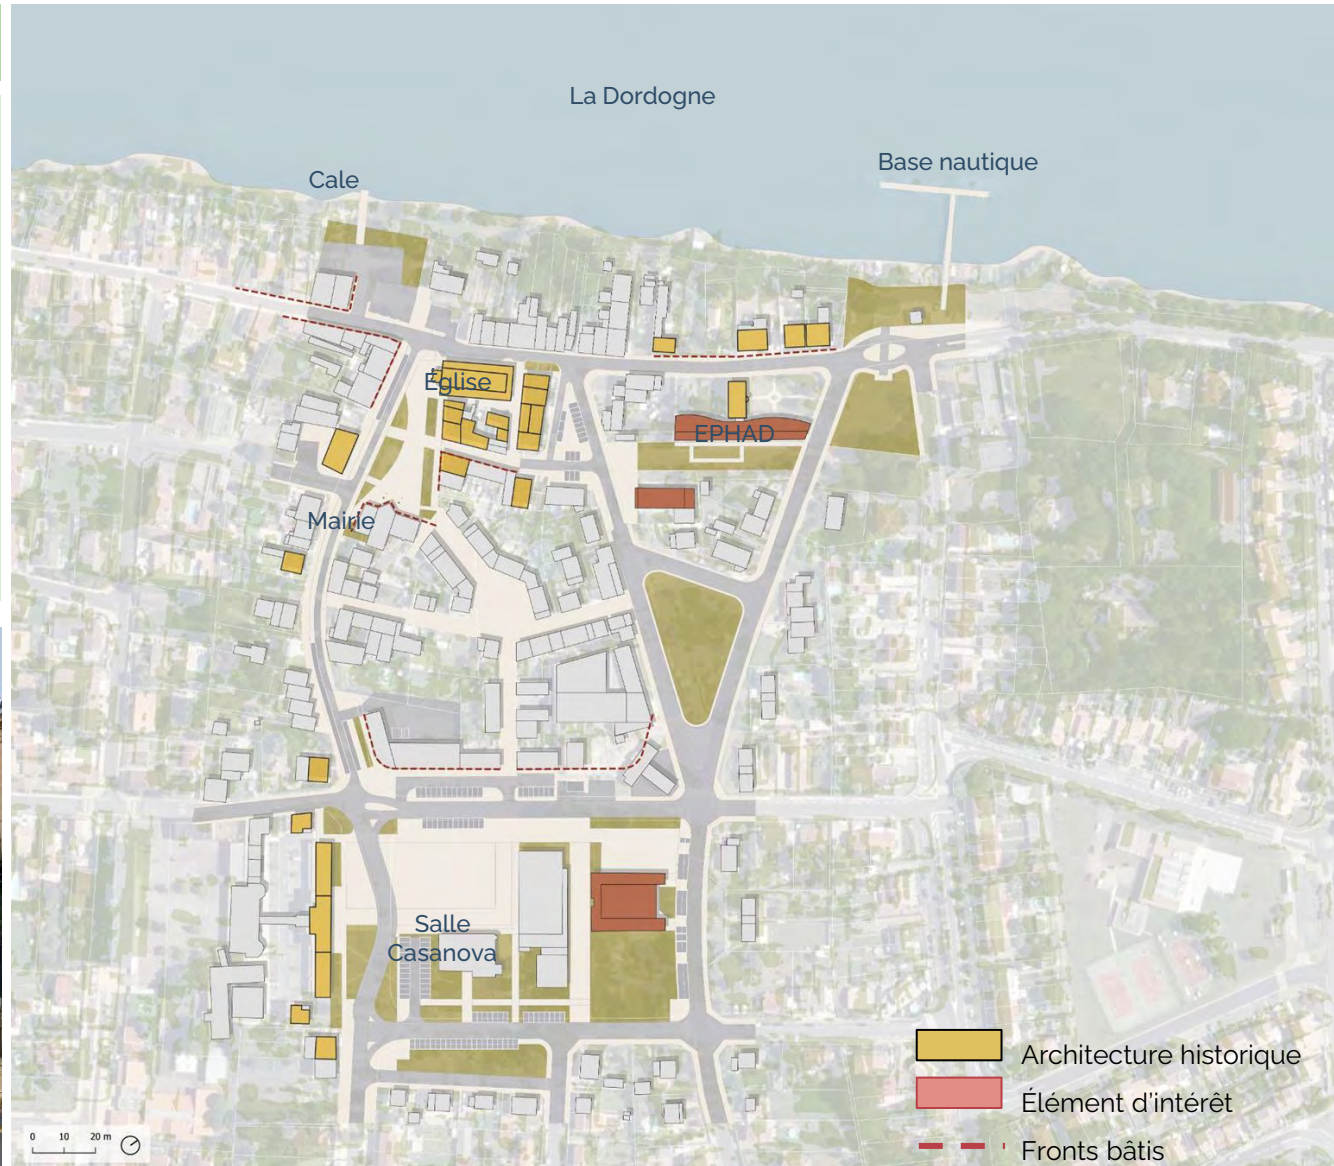 La Dordogne
Base nautique
Cale
Église
EPHAD
Mairie
Salle
Casanova
Architecture historique
Élément d'intérêt
Fronts bâtis
0 10 20 m